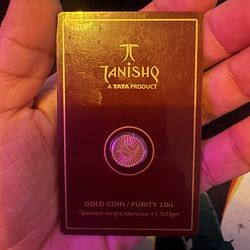 TANISHQ
A TATA PRODUCT
GOLD COIN / PURITY 22kt
*Standard weight tolerance +/- 0.03gm